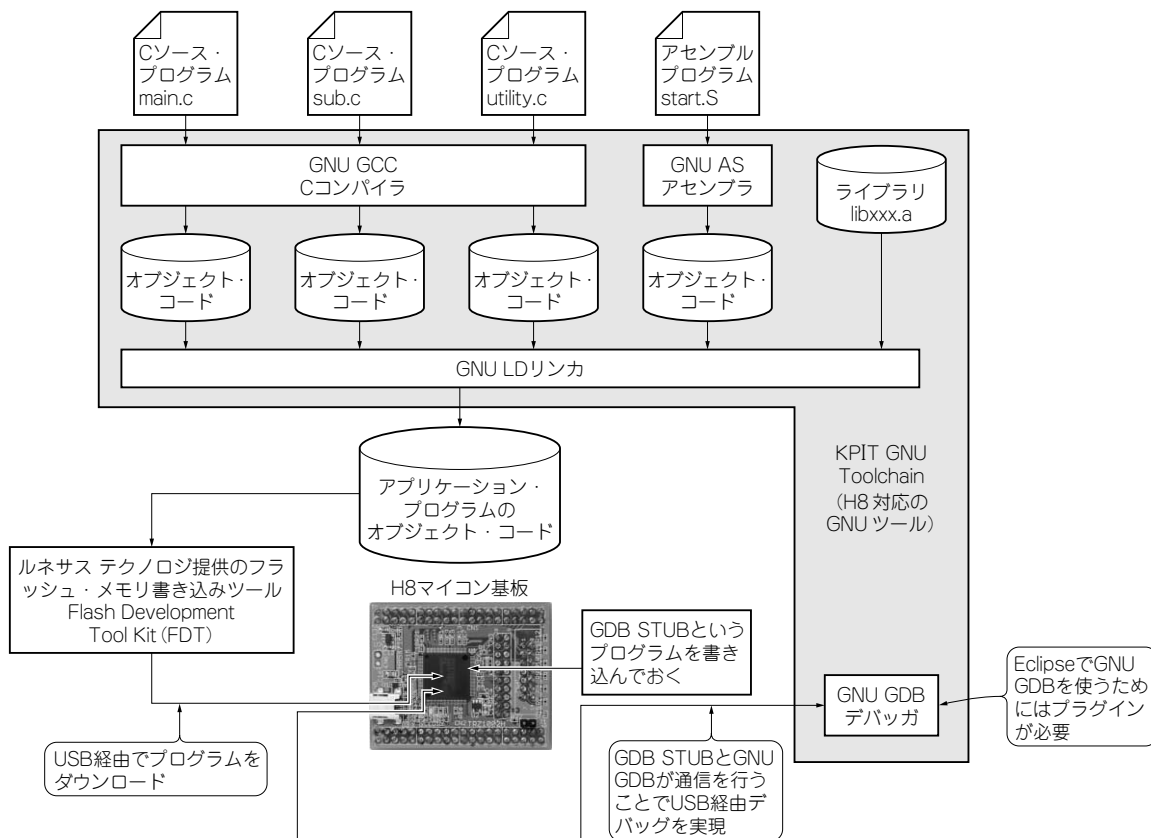 Cソース・
プログラム
main.c
Cソース・
プログラム
sub.c
Cソース・
プログラム
utility.c
アセンブル
プログラム
start.S
GNU GCC
Cコンパイラ
GNU AS
アセンブラ
ライブラリ
libxxx.a
オブジェクト・
コード
オブジェクト・
コード
オブジェクト・
コード
オブジェクト・
コード
GNU LDリンカ
KPIT GNU
Toolchain
(H8 対応の
GNU ツール)
アプリケーション・
プログラムの
オブジェクト・コード
ルネサス テクノロジ提供のフラ
ッシュ・メモリ書き込みツール
Flash Development
Tool Kit (FDT)
H8マイコン基板
GDB STUBという
プログラムを書き
込んでおく
GNU GDB
デバッガ
EclipseでGNU
GDBを使うため
にはプラグイン
が必要
USB経由でプログラムを
ダウンロード
GDB STUBとGNU
GDBが通信を行う
ことでUSB経由デ
バッグを実現